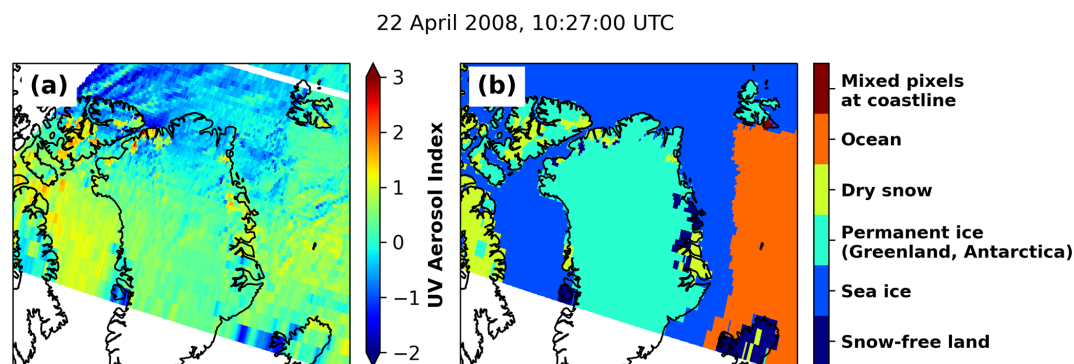 22 April 2008, 10:27:00 UTC
(a)
3
2
1
0
−1
−2
UV Aerosol Index
(b)
Mixed pixels
at coastline
Ocean
Dry snow
Permanent ice
(Greenland, Antarctica)
Sea ice
Snow-free land